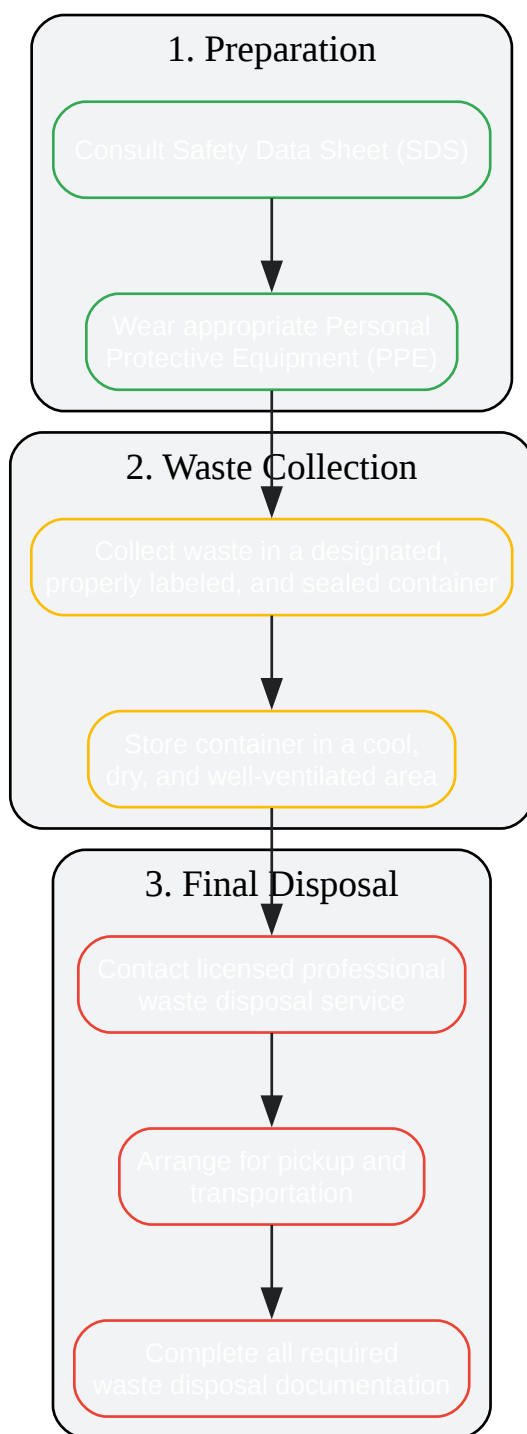 1. Preparation
Consult Safety Data Sheet (SDS)
Wear appropriate Personal
Protective Equipment (PPE)
2. Waste Collection
Collect waste in a designated,
properly labeled, and sealed container
Store container in a cool,
dry, and well-ventilated area
3. Final Disposal
Contact licensed professional
waste disposal service
Arrange for pickup and
transportation
Complete all required
waste disposal documentation